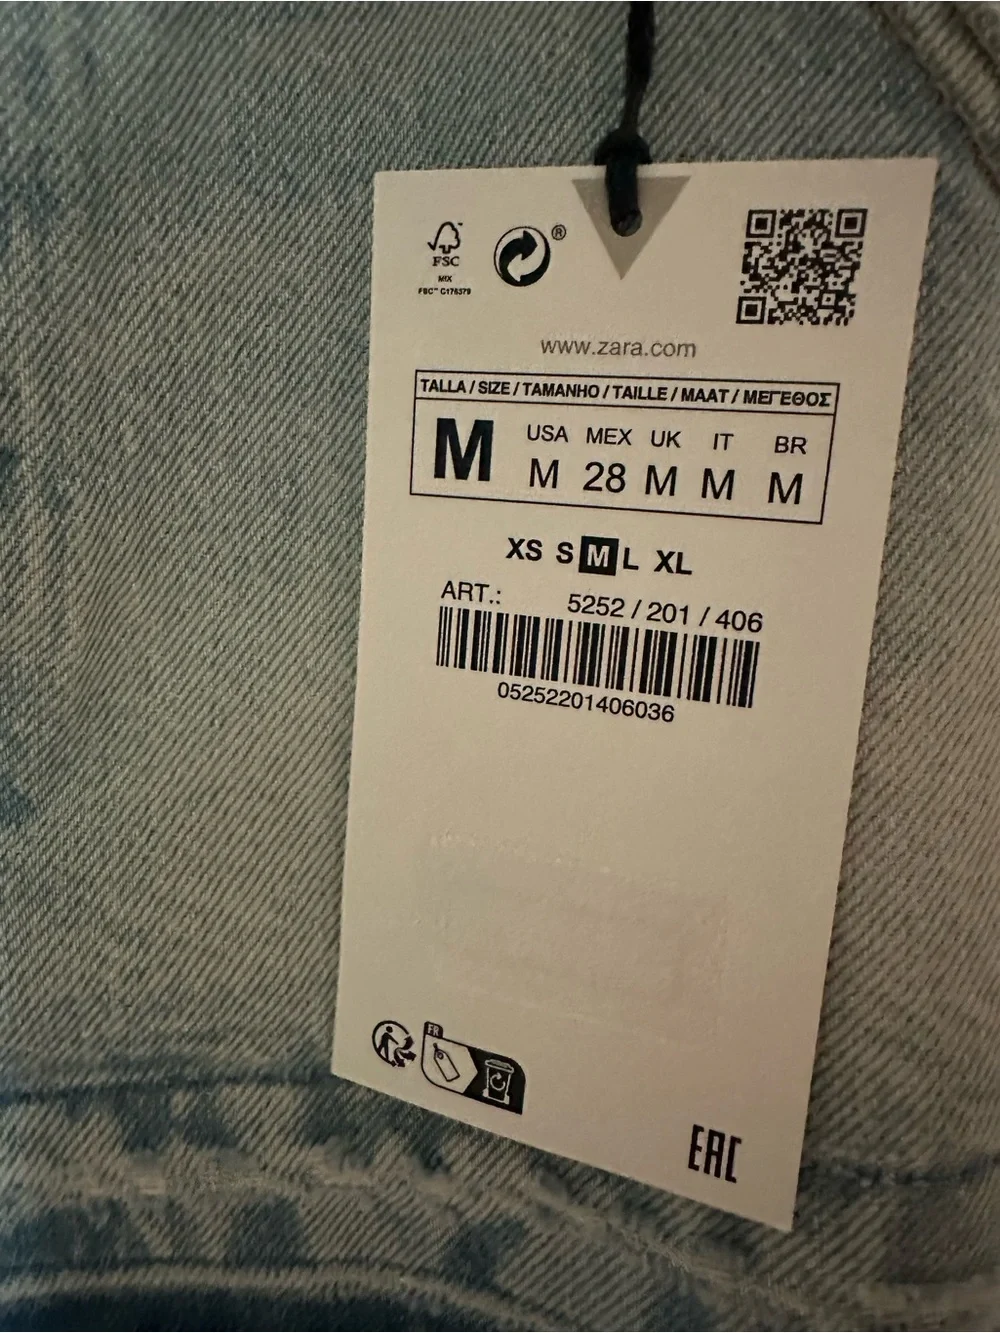 FSC
MIX
FSC™ C176379
®
www.zara.com
TALLA / SIZE / TAMANHO / TAILLE / MAAT / ΜΕΓΕΘΟΣ
M
USA MEX UK IT BR
M 28 M M M
XS S M L XL
ART.: 5252 / 201 / 406
05252201406036
FR
EAC